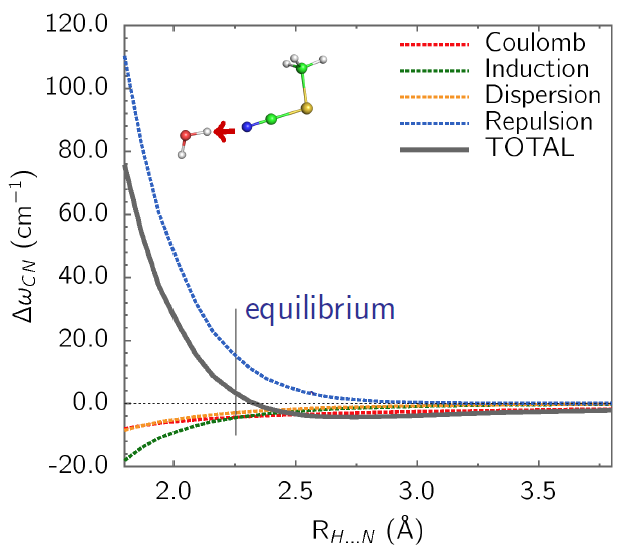 120.0
100.0
80.0
60.0
40.0
20.0
0.0
-20.0
Δω_CN (cm⁻¹)
Coulomb
Induction
Dispersion
Repulsion
TOTAL
equilibrium
2.0 2.5 3.0 3.5
R_H...N (Å)